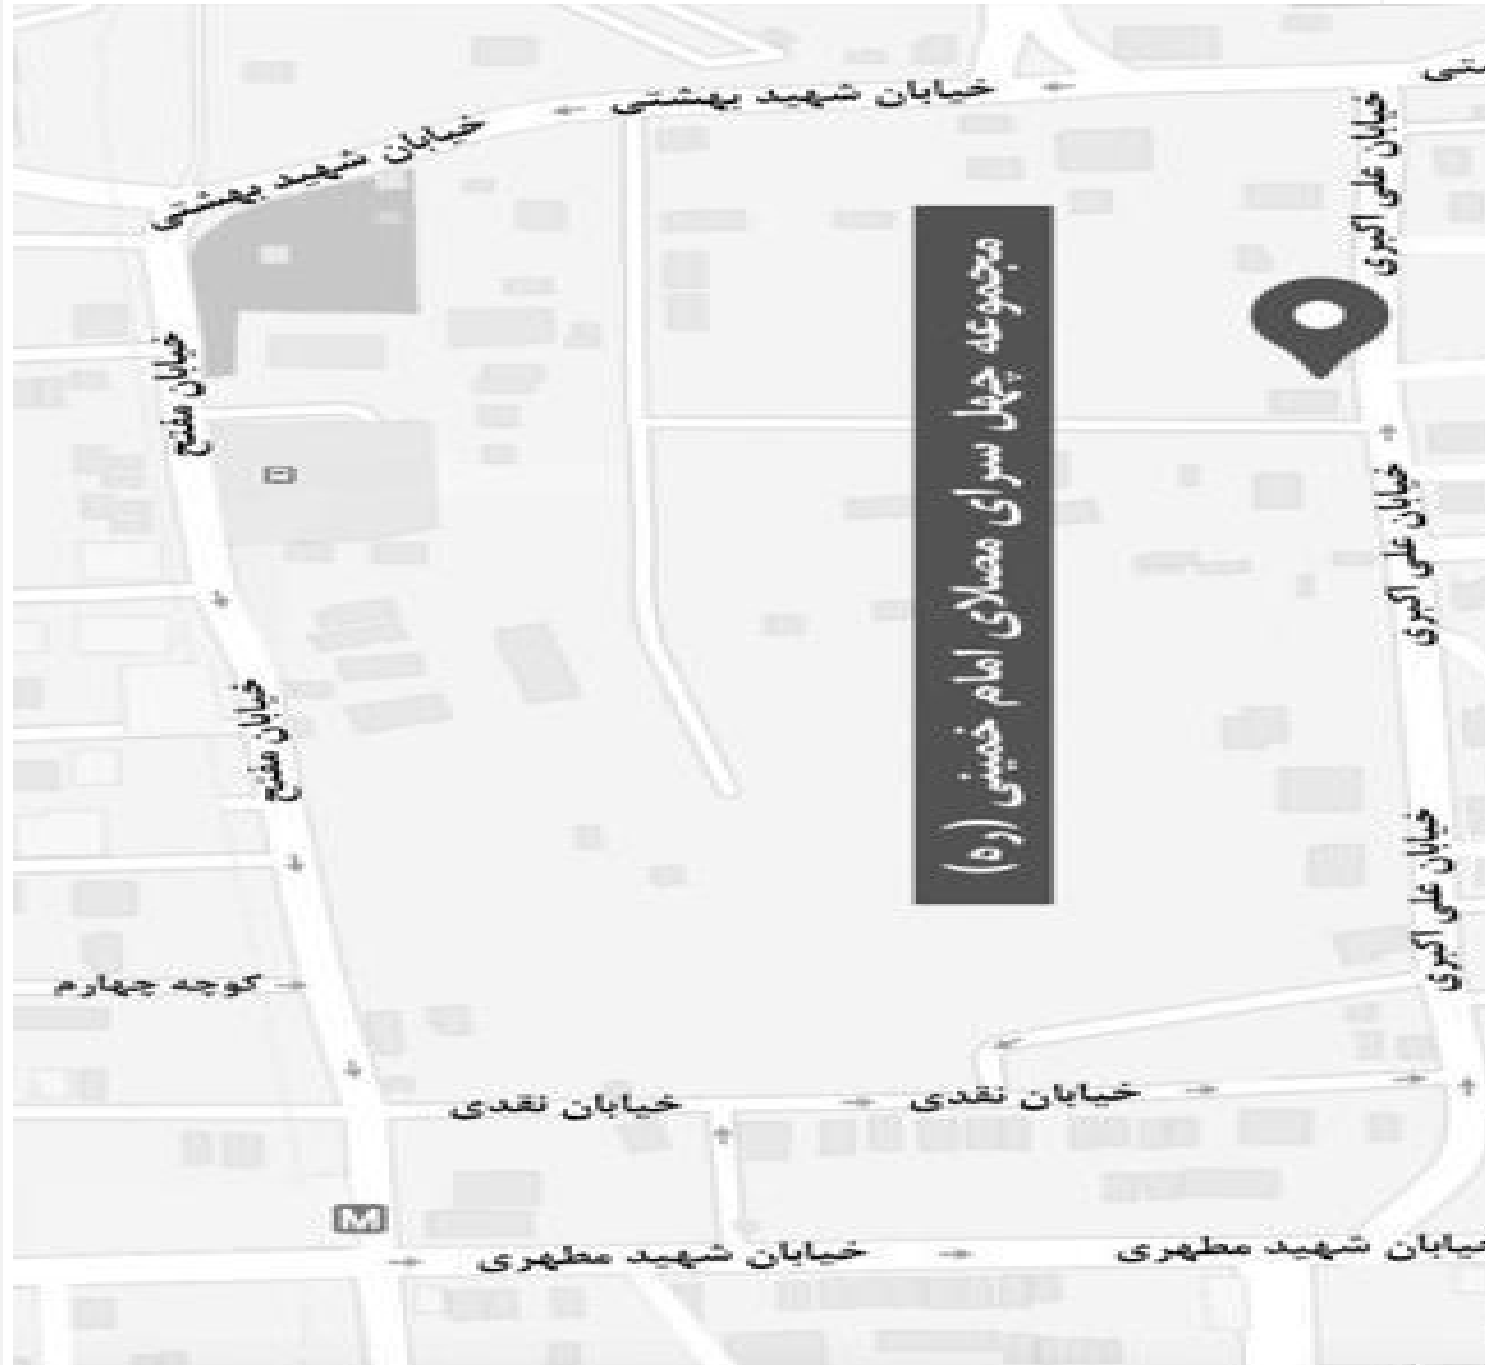 خیابان شهید بهشتی
خیابان شهید بهشتی
خیابان علی اکبری
مجموعه چهل سرای مصلای امام خمینی (ره)
خیابان مفتح
خیابان علی اکبری
خیابان مفتح
خیابان علی اکبری
کوچه چهارم
خیابان نقدی
خیابان نقدی
M
خیابان شهید مطهری
خیابان شهید مطهری